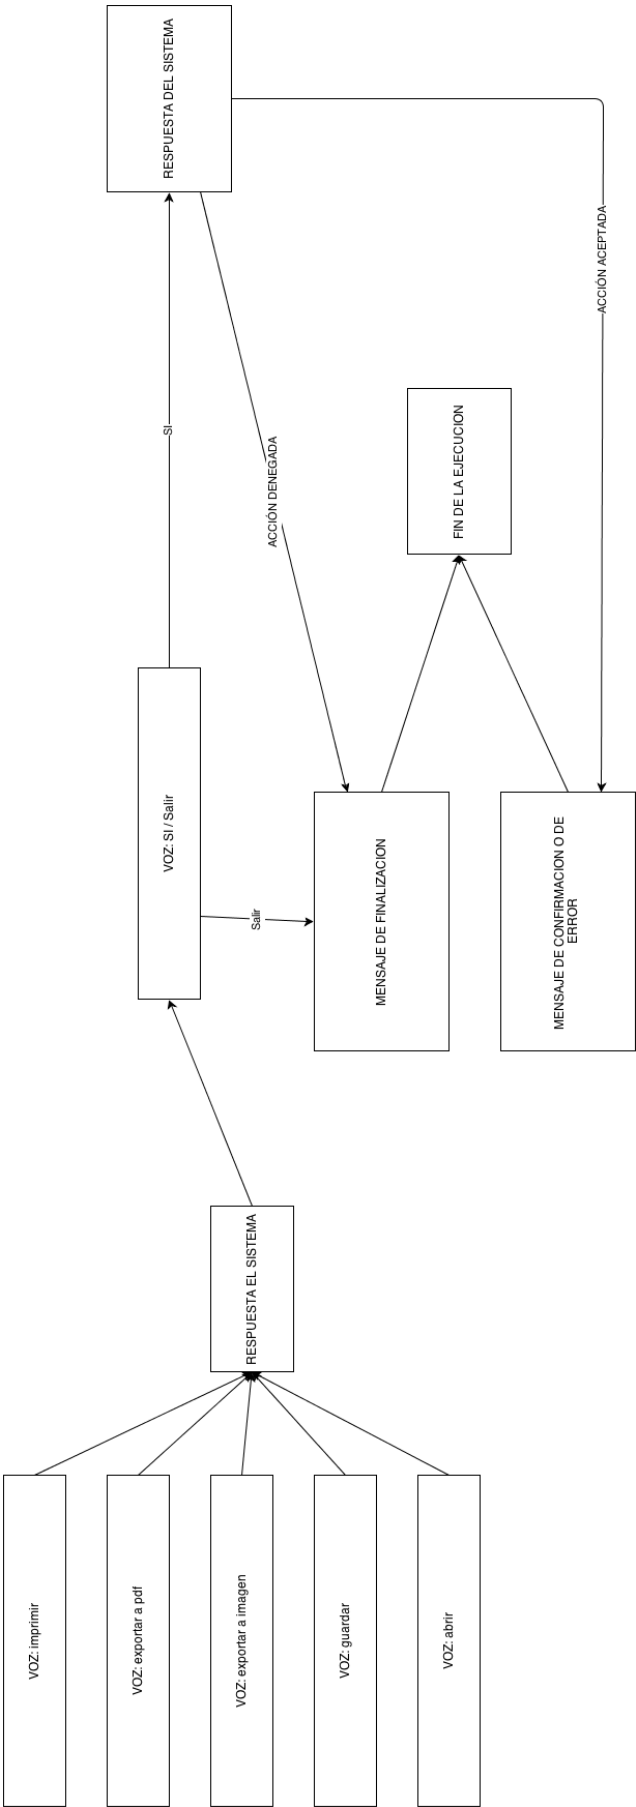 VOZ: imprimir
VOZ: exportar a pdf
VOZ: exportar a imagen
VOZ: guardar
VOZ: abrir
RESPUESTA EL SISTEMA
VOZ: SI / Salir
SI
Salir
RESPUESTA DEL SISTEMA
ACCIÓN DENEGADA
ACCIÓN ACEPTADA
MENSAJE DE FINALIZACION
MENSAJE DE CONFIRMACION O DE
ERROR
FIN DE LA EJECUCION